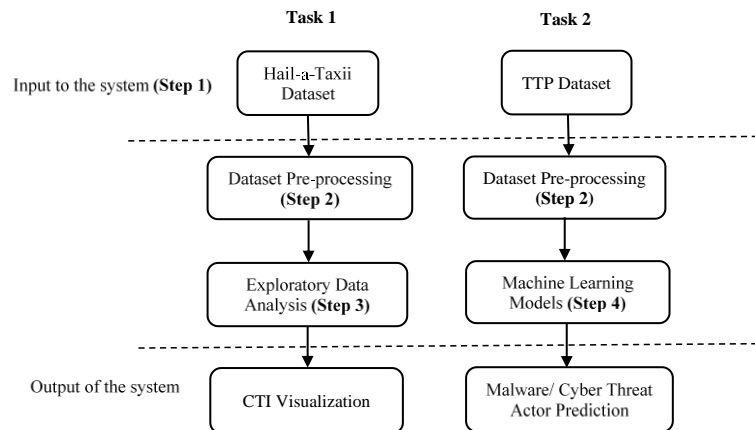 Task 1
Task 2
Input to the system (Step 1)
Hail-a-Taxii
Dataset
TTP Dataset
Dataset Pre-processing
(Step 2)
Dataset Pre-processing
(Step 2)
Exploratory Data
Analysis (Step 3)
Machine Learning
Models (Step 4)
Output of the system
CTI Visualization
Malware/ Cyber Threat
Actor Prediction